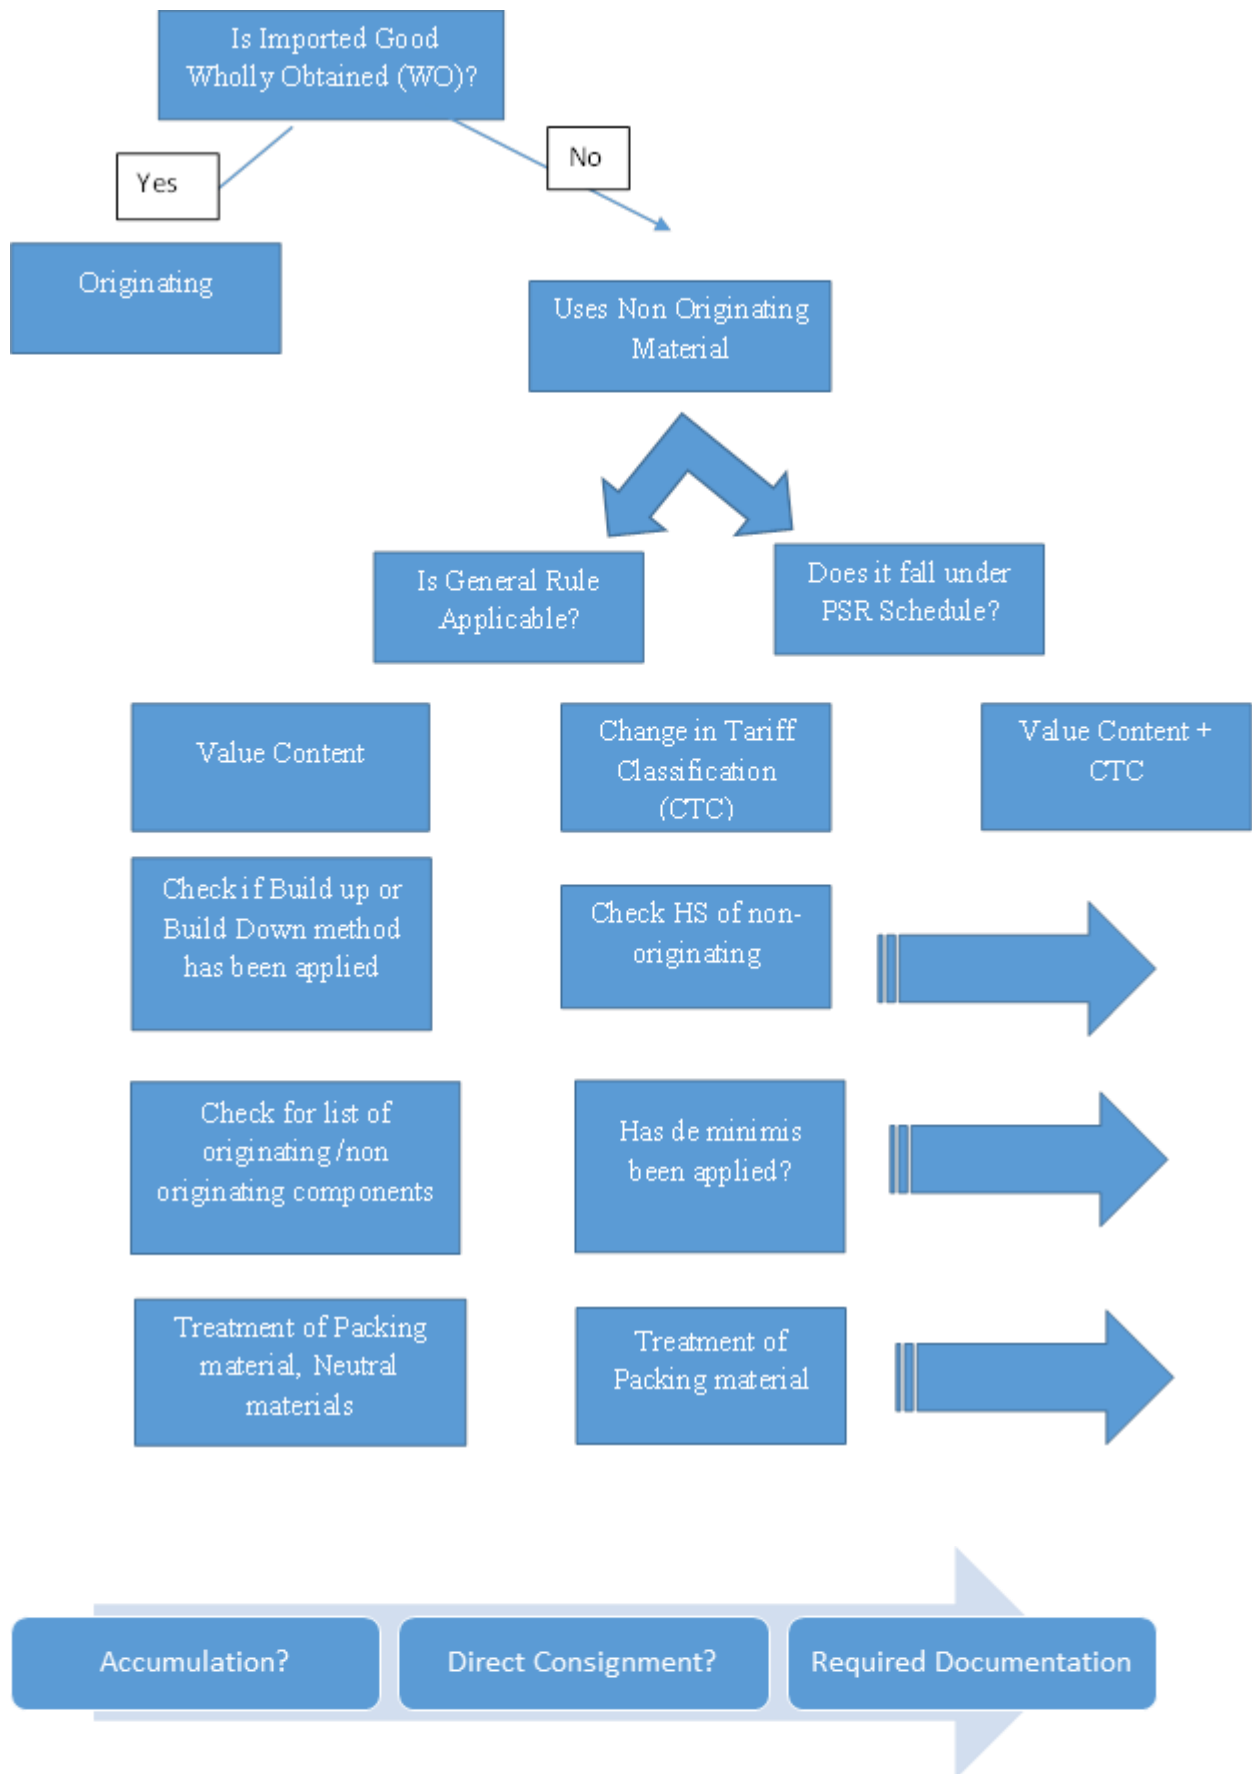 Is Imported Good
Wholly Obtained (WO)?
Yes
No
Originating
Uses Non Originating
Material
Is General Rule
Applicable?
Does it fall under
PSR Schedule?
Value Content
Change in Tariff
Classification
(CTC)
Value Content +
CTC
Check if Build up or
Build Down method
has been applied
Check HS of non-
originating
Check for list of
originating/non
originating components
Has de minimis
been applied?
Treatment of Packing
material, Neutral
materials
Treatment of
Packing material
Accumulation?
Direct Consignment?
Required Documentation